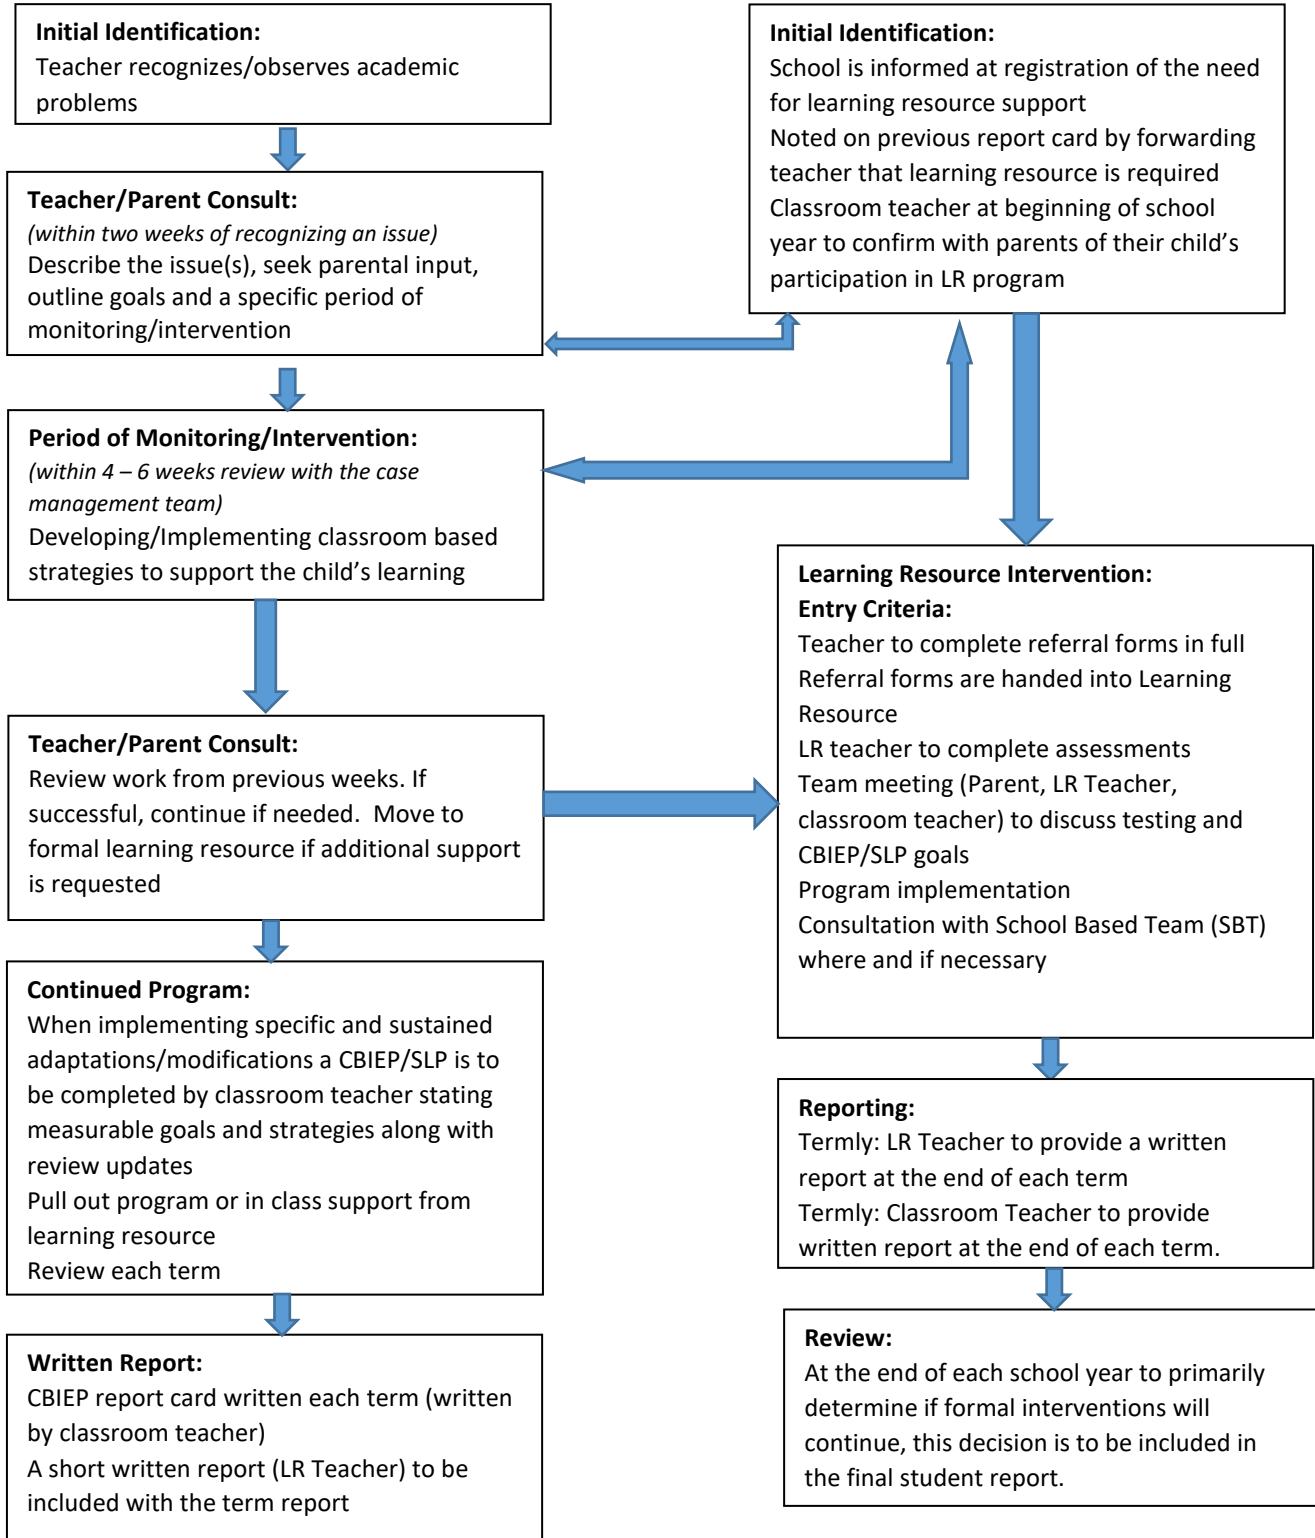 Initial Identification:
Teacher recognizes/observes academic
problems
Teacher/Parent Consult:
(within two weeks of recognizing an issue)
Describe the issue(s), seek parental input,
outline goals and a specific period of
monitoring/intervention
Period of Monitoring/Intervention:
(within 4 – 6 weeks review with the case
management team)
Developing/Implementing classroom based
strategies to support the child’s learning
Teacher/Parent Consult:
Review work from previous weeks. If
successful, continue if needed.  Move to
formal learning resource if additional support
is requested
Continued Program:
When implementing specific and sustained
adaptations/modifications a CBIEP/SLP is to
be completed by classroom teacher stating
measurable goals and strategies along with
review updates
Pull out program or in class support from
learning resource
Review each term
Written Report:
CBIEP report card written each term (written
by classroom teacher)
A short written report (LR Teacher) to be
included with the term report
Initial Identification:
School is informed at registration of the need
for learning resource support
Noted on previous report card by forwarding
teacher that learning resource is required
Classroom teacher at beginning of school
year to confirm with parents of their child’s
participation in LR program
Learning Resource Intervention:
Entry Criteria:
Teacher to complete referral forms in full
Referral forms are handed into Learning
Resource
LR teacher to complete assessments
Team meeting (Parent, LR Teacher,
classroom teacher) to discuss testing and
CBIEP/SLP goals
Program implementation
Consultation with School Based Team (SBT)
where and if necessary
Reporting:
Termly: LR Teacher to provide a written
report at the end of each term
Termly: Classroom Teacher to provide
written report at the end of each term.
Review:
At the end of each school year to primarily
determine if formal interventions will
continue, this decision is to be included in
the final student report.